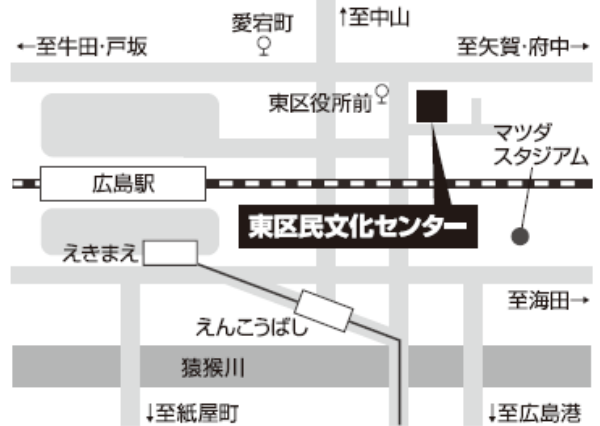 ↑至中山
愛宕町
←至牛田・戸坂
至矢賀・府中→
東区役所前
マツダ
スタジアム
広島駅
東区民文化センター
えきまえ
至海田→
えんこうばし
猿猴川
↓至紙屋町
↓至広島港